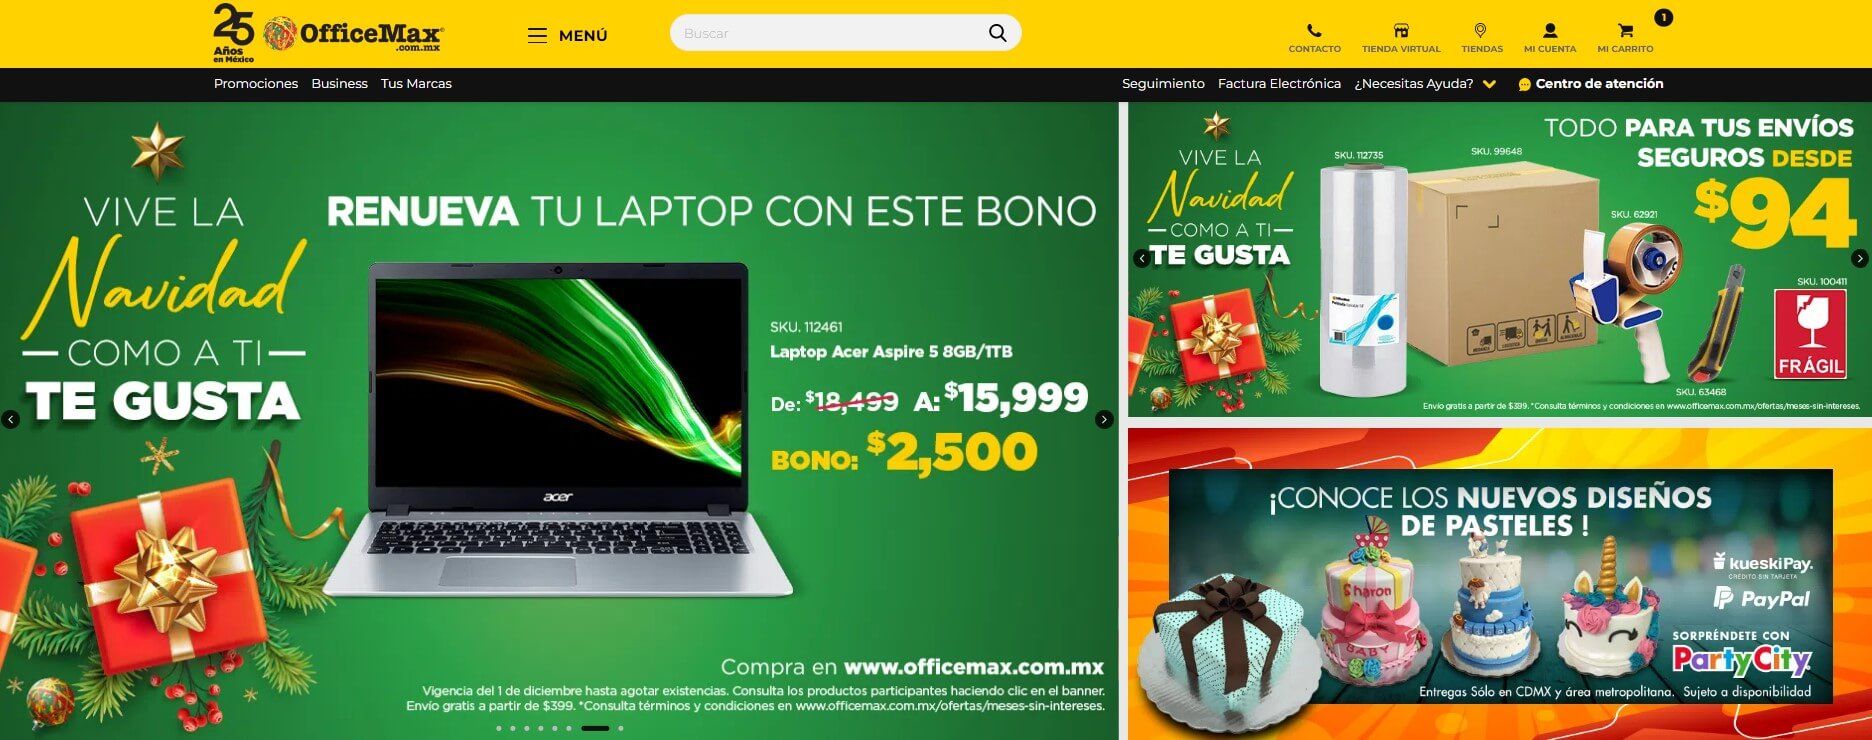 25
Años
en México
OfficeMax
.com.mx
MENÚ
Buscar
CONTACTO
TIENDA VIRTUAL
TIENDAS
MI CUENTA
MI CARRITO
1
Promociones Business Tus Marcas
Seguimiento Factura Electrónica ¿Necesitas Ayuda? Centro de atención
VIVE LA
Navidad
COMO A TI
TE GUSTA
RENUEVA TU LAPTOP CON ESTE BONO
acer
SKU. 112461
Laptop Acer Aspire 5 8GB/1TB
De: $18,499 A: $15,999
BONO: $2,500
Compra en www.officemax.com.mx
Vigencia del 1 de diciembre hasta agotar existencias. Consulta los productos participantes haciendo clic en el banner.
Envío gratis a partir de $399. *Consulta términos y condiciones en www.officemax.com.mx/ofertas/meses-sin-intereses.
VIVE LA
Navidad
COMO A TI
TE GUSTA
TODO PARA TUS ENVÍOS
SEGUROS DESDE
$94
SKU. 112735
SKU. 99648
SKU. 62921
SKU. 100411
FRÁGIL
SKU. 63468
Envío gratis a partir de $399. *Consulta términos y condiciones en www.officemax.com.mx/ofertas/meses-sin-intereses.
¡CONOCE LOS NUEVOS DISEÑOS
DE PASTELES !
Sharon
BABY
kueskiPay.
CRÉDITO SIN TARJETA
PayPal
SORPRÉNDETE CON
PartyCity
Entregas Sólo en CDMX y área metropolitana. Sujeto a disponibilidad